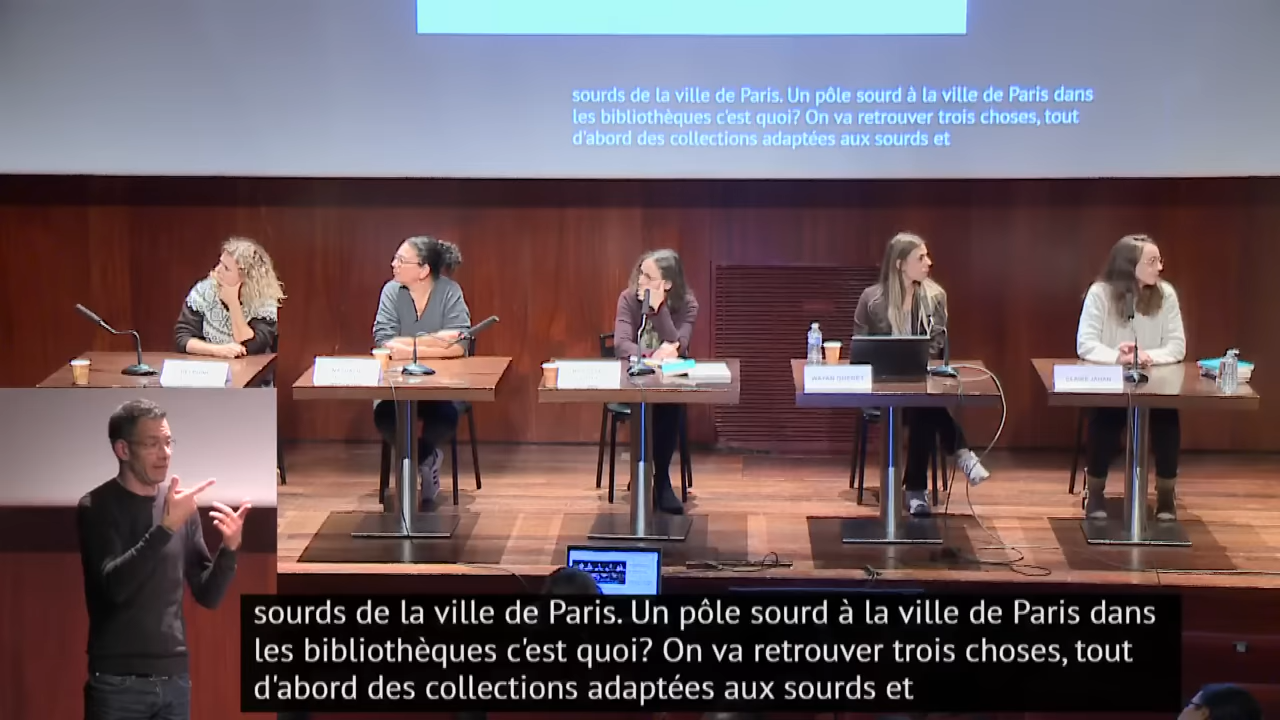 sourds de la ville de Paris. Un pôle sourd à la ville de Paris dans
les bibliothèques c'est quoi? On va retrouver trois choses, tout
d'abord des collections adaptées aux sourds et
sourds de la ville de Paris. Un pôle sourd à la ville de Paris dans
les bibliothèques c'est quoi? On va retrouver trois choses, tout
d'abord des collections adaptées aux sourds et